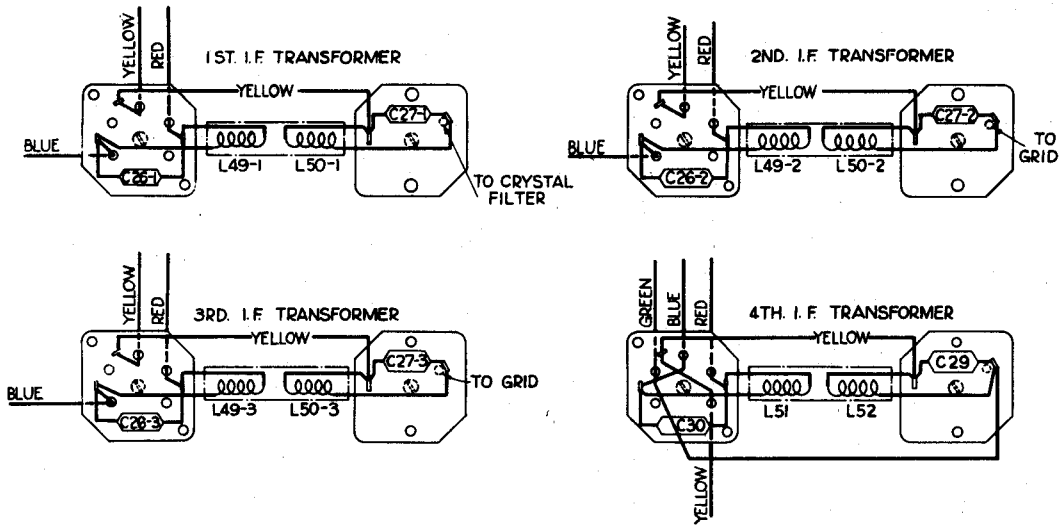 1ST. I.F. TRANSFORMER
YELLOW
RED
YELLOW
BLUE
C26-1
L49-1
L50-1
C27-1
TO CRYSTAL
FILTER
2ND. I.F. TRANSFORMER
YELLOW
RED
YELLOW
BLUE
C26-2
L49-2
L50-2
C27-2
TO
GRID
3RD. I.F. TRANSFORMER
YELLOW
RED
YELLOW
BLUE
C26-3
L49-3
L50-3
C27-3
TO GRID
4TH. I.F. TRANSFORMER
GREEN
BLUE
RED
YELLOW
C30
L51
L52
C29
YELLOW